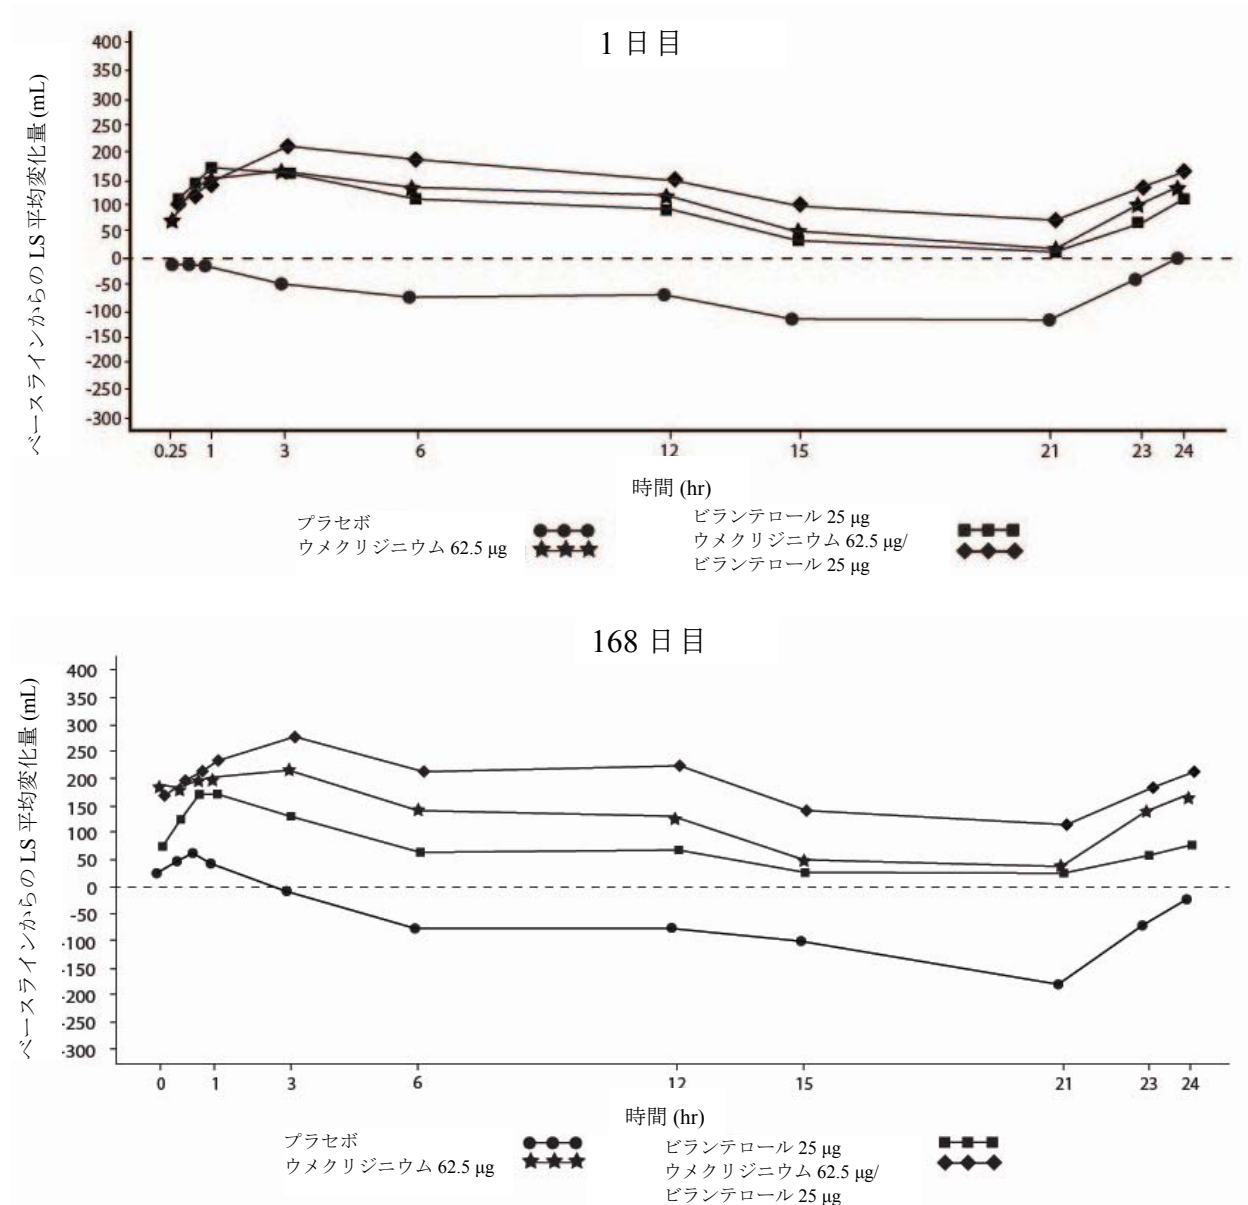 1 日目
ベースラインからの LS 平均変化量 (mL)
400
350
300
250
200
150
100
50
0
-50
-100
-150
-200
-250
-300
0.25 1 3 6 12 15 21 23 24
時間 (hr)
プラセボ
ウメクリジニウム 62.5 μg
ビランテロール 25 μg
ウメクリジニウム 62.5 μg/
ビランテロール 25 μg
168 日目
ベースラインからの LS 平均変化量 (mL)
400
350
300
250
200
150
100
50
0
-50
-100
-150
-200
-250
-300
0 1 3 6 12 15 21 23 24
時間 (hr)
プラセボ
ウメクリジニウム 62.5 μg
ビランテロール 25 μg
ウメクリジニウム 62.5 μg/
ビランテロール 25 μg